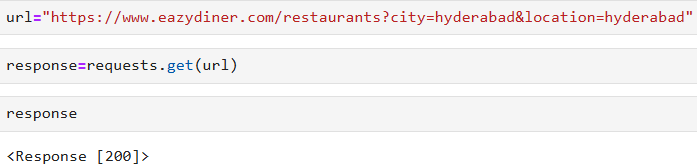 url="https://www.eazydiner.com/restaurants?city=hyderabad&location=hyderabad"
response=requests.get(url)
response
<Response [200]>